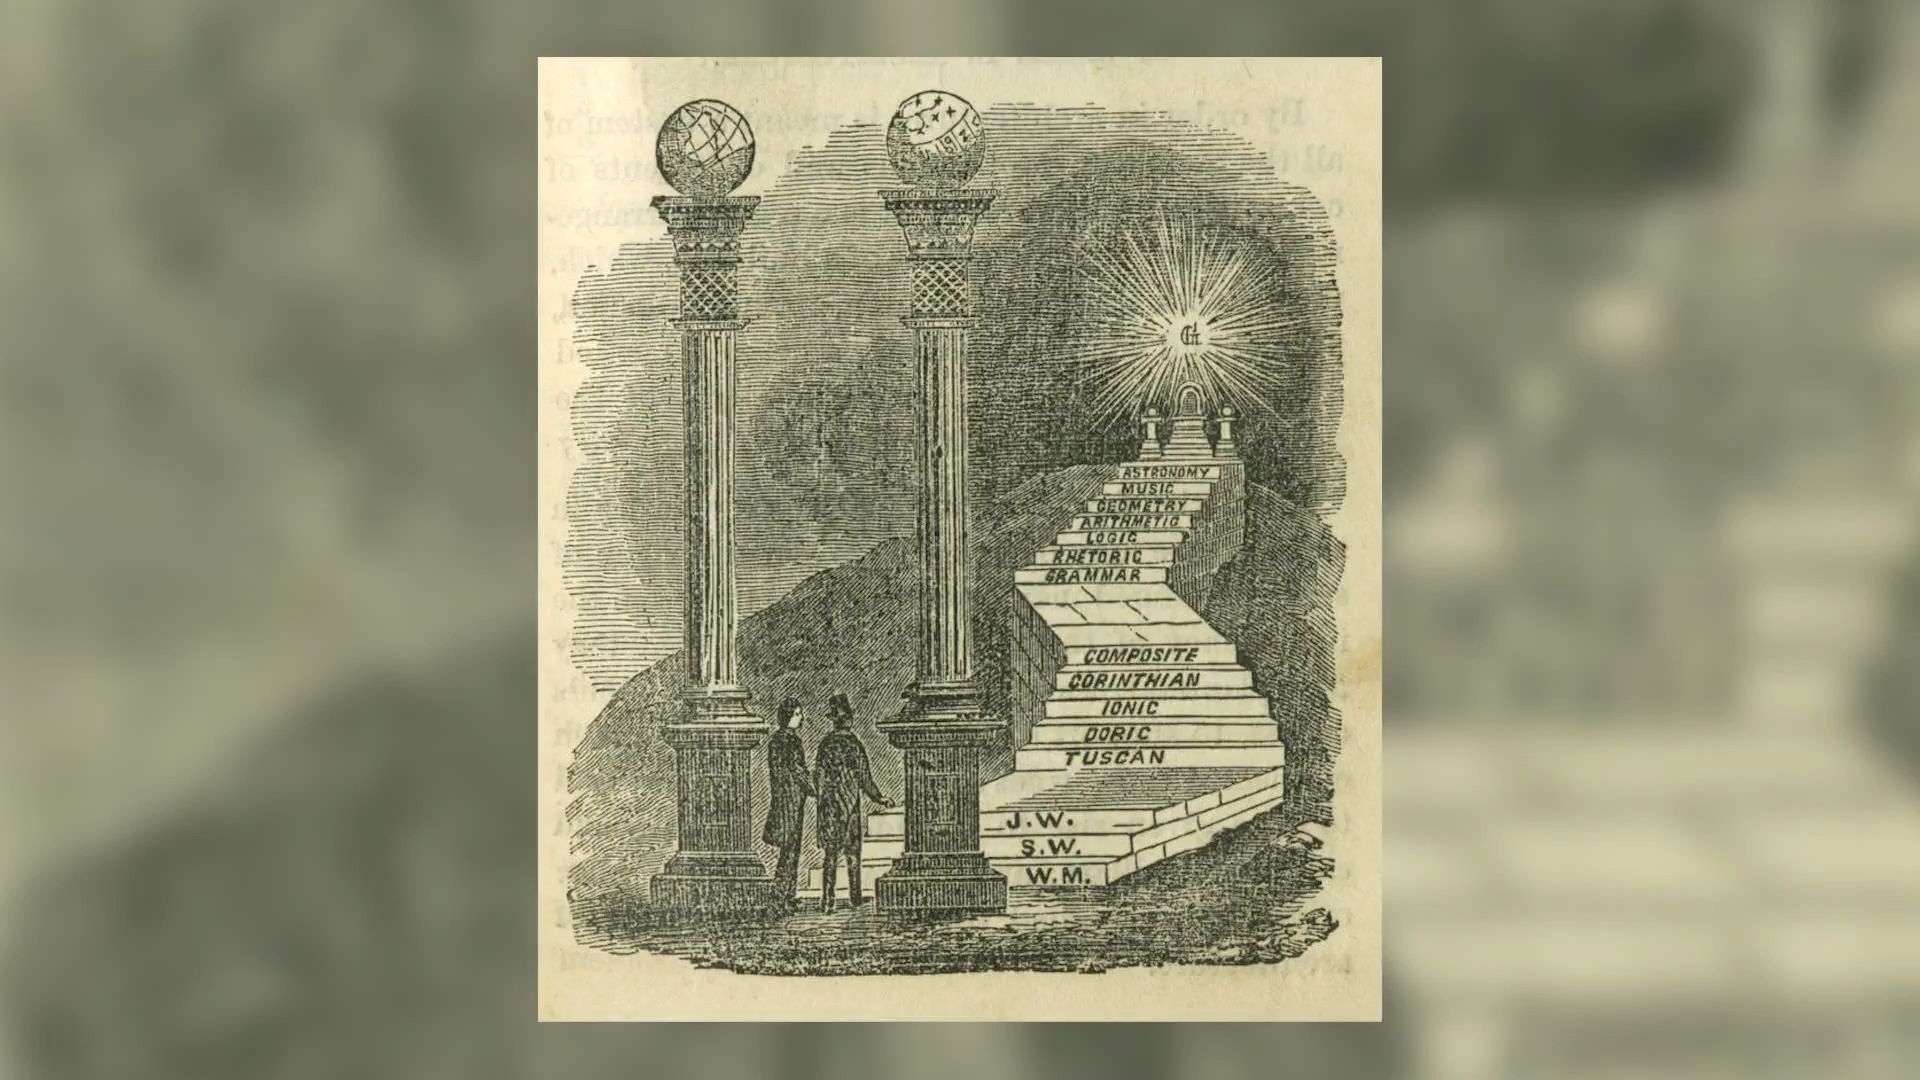 G
ASTRONOMY
MUSIC
GEOMETRY
ARITHMETIC
LOGIC
RHETORIC
GRAMMAR
COMPOSITE
CORINTHIAN
IONIC
DORIC
TUSCAN
J.W.
S.W.
W.M.